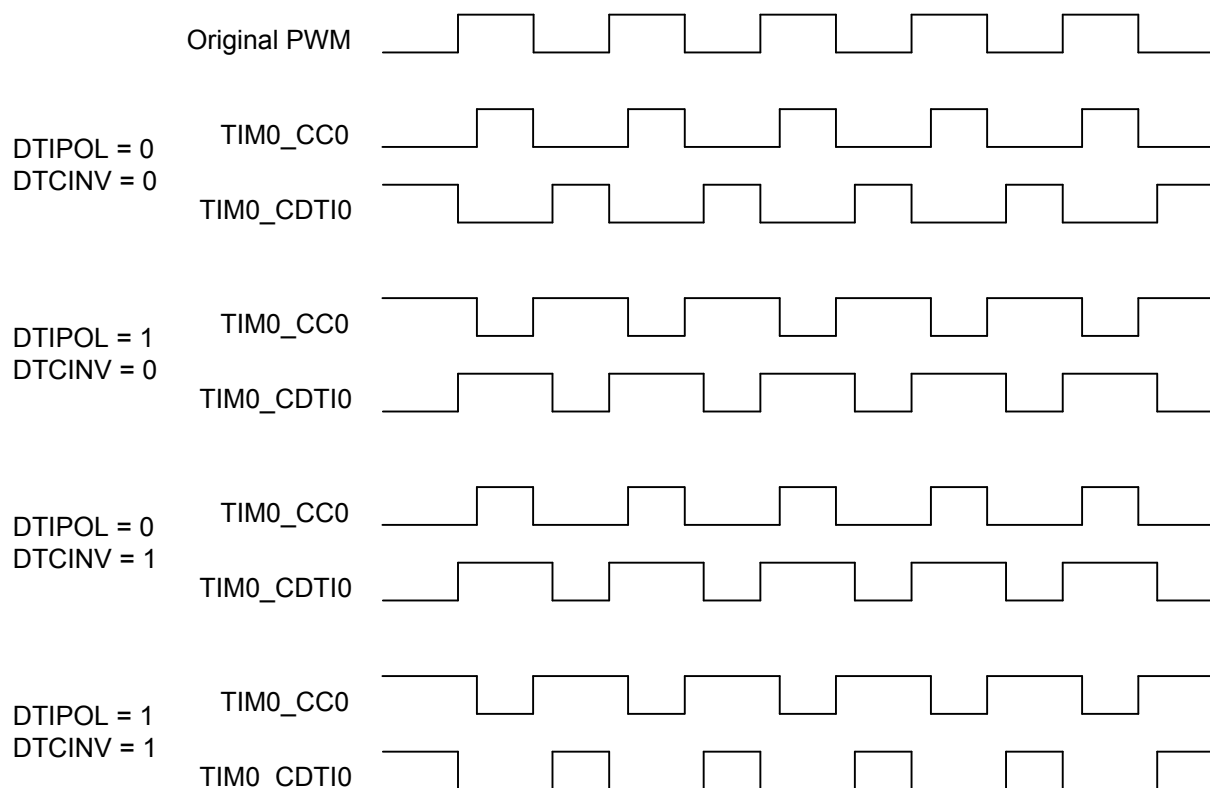 Original PWM
DTIPOL = 0
DTCINV = 0
TIM0_CC0
TIM0_CDTI0
DTIPOL = 1
DTCINV = 0
TIM0_CC0
TIM0_CDTI0
DTIPOL = 0
DTCINV = 1
TIM0_CC0
TIM0_CDTI0
DTIPOL = 1
DTCINV = 1
TIM0_CC0
TIM0_CDTI0